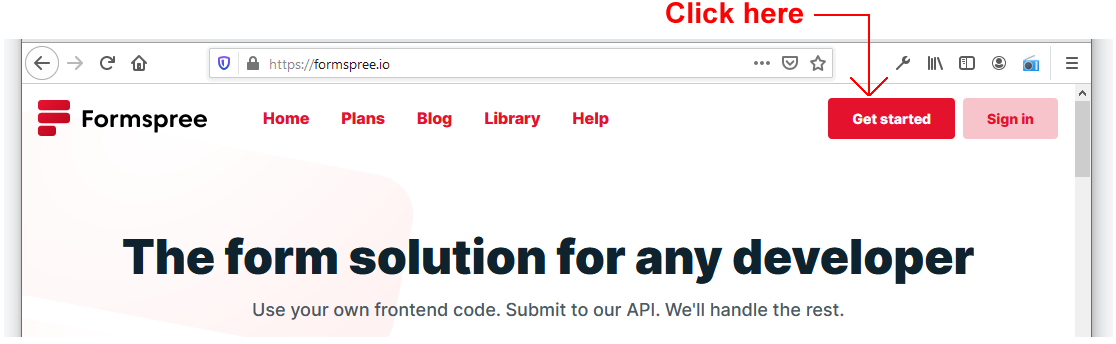 Click here
https://formspree.io
Formspree Home Plans Blog Library Help Get started Sign in
The form solution for any developer
Use your own frontend code. Submit to our API. We'll handle the rest.